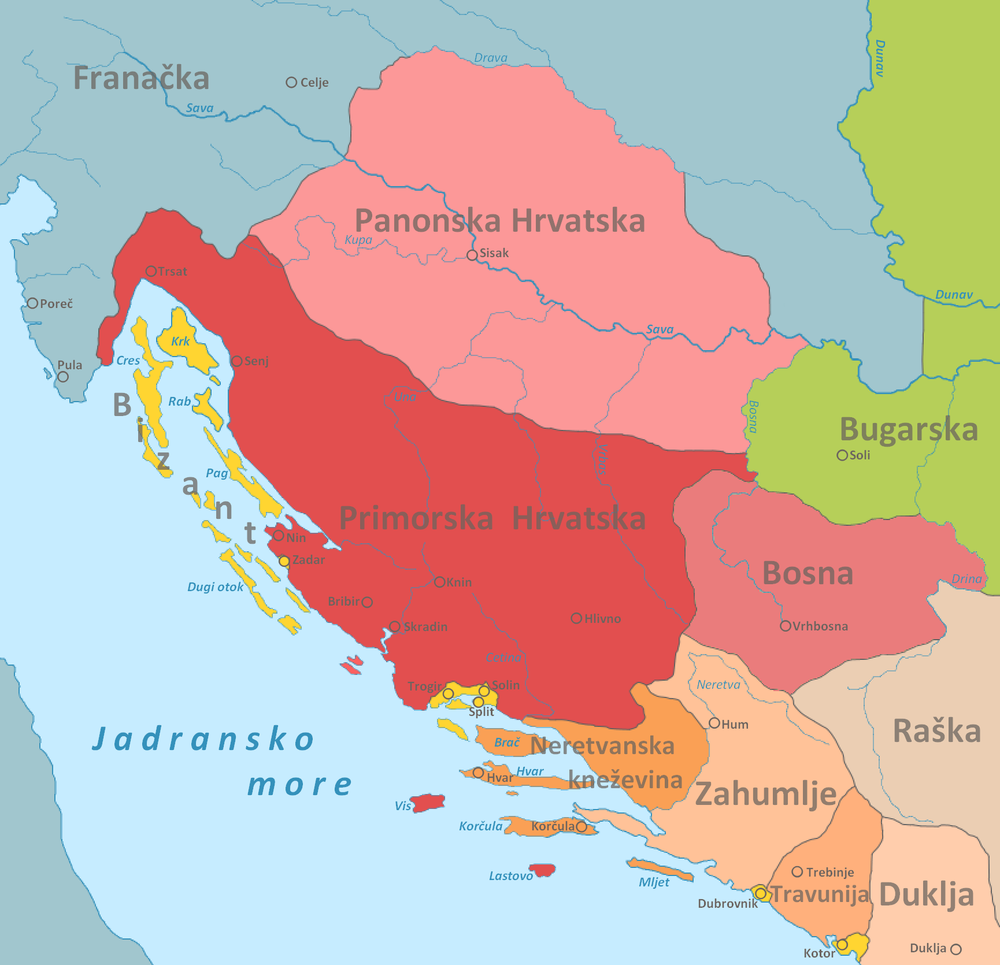 Drava
Dunav
Franačka
Celje
Sava
Panonska Hrvatska
Kupa
Sisak
Trsat
Dunav
Poreč
Sava
Krk
Cres
Senj
Pula
Una
Rab
B
i
z
a
n
t
Bosna
Bugarska
Soli
Vrbas
Pag
Primorska Hrvatska
Nin
Zadar
Bosna
Drina
Dugi otok
Knin
Bribir
Hlivno
Skradin
Vrhbosna
Cetina
Trogir
Solin
Neretva
Split
Hum
Raška
Jadransko
more
Brač
Neretvanska
kneževina
Hvar
Hvar
Zahumlje
Vis
Korčula
Korčula
Lastovo
Mljet
Trebinje
Dubrovnik
Travunija
Duklja
Kotor
Duklja